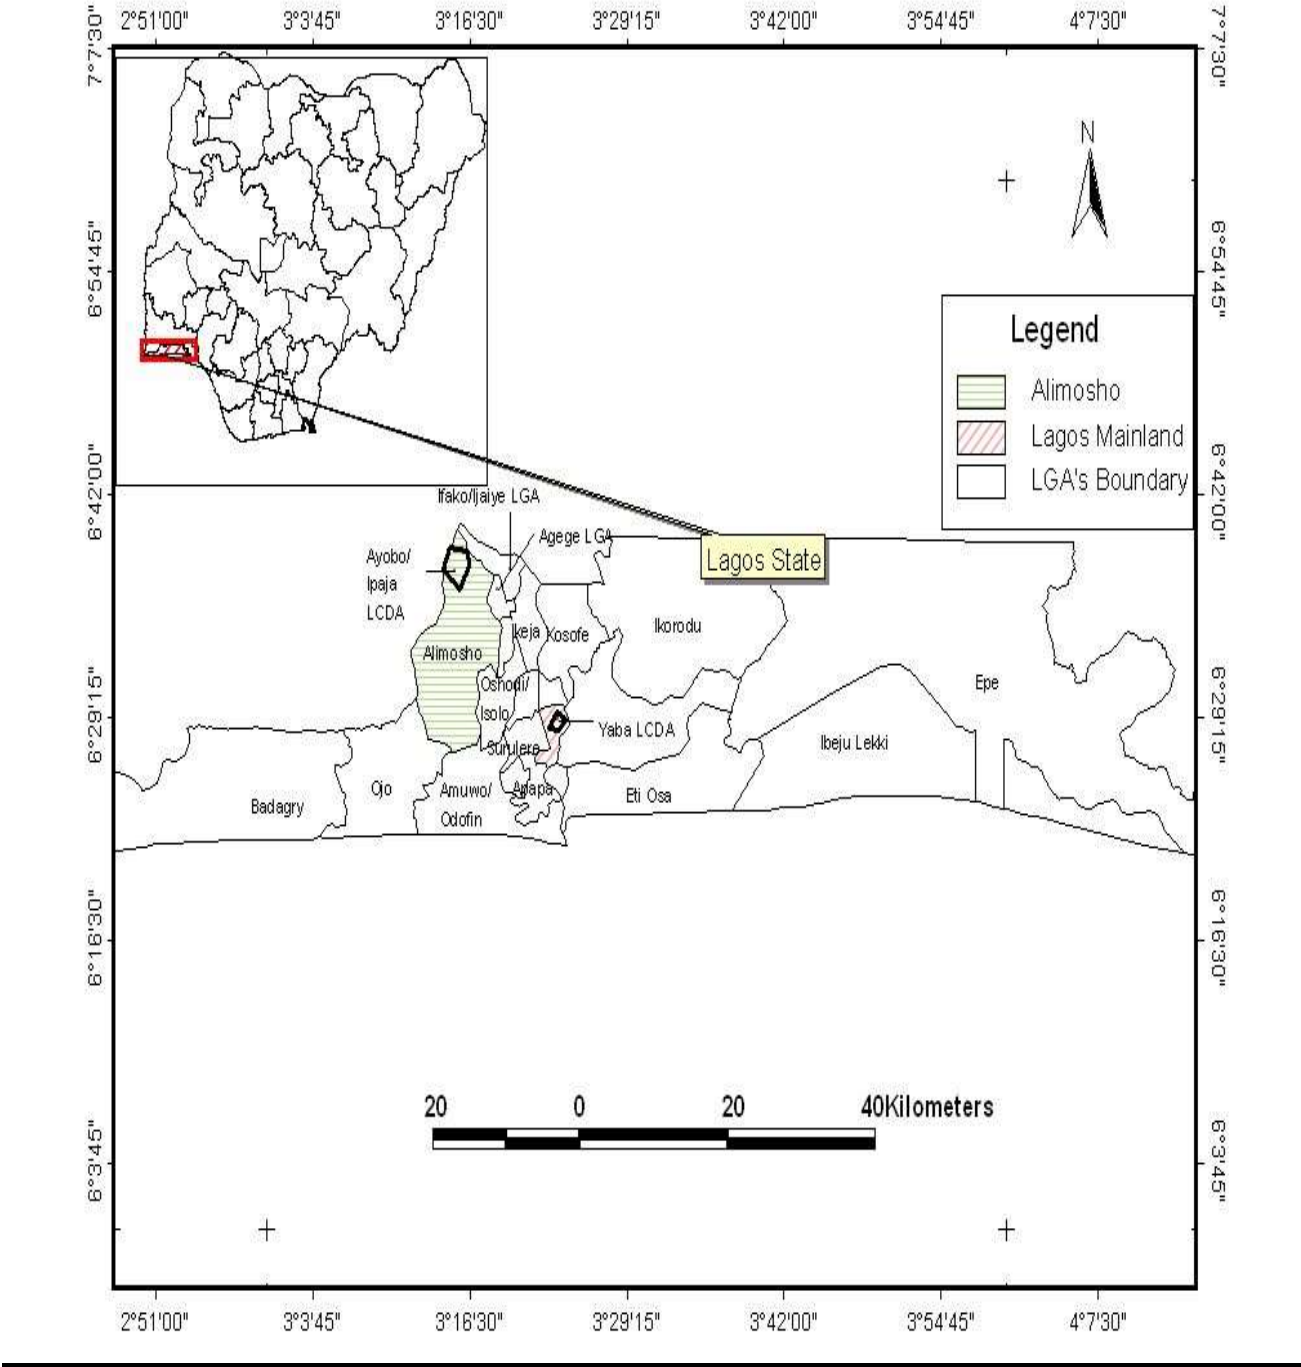 2°51'00" 3°3'45" 3°16'30" 3°29'15" 3°42'00" 3°54'45" 4°7'30"
7°7'30"
7°7'30"
N
6°54'45"
6°54'45"
Legend
Alimosho
Lagos Mainland
LGA's Boundary
6°42'00"
6°42'00"
Ifako/Ijaiye LGA
Agege LGA
Lagos State
Ayobo/
Ipaja
LCDA
Ikeja
Kosofe
Ikorodu
Alimosho
Epe
Oshodi/
Isolo
6°29'15"
6°29'15"
Yaba LCDA
Surulere
Ibeju Lekki
Ojo
Amuwo/
Odofin
Apapa
Eti Osa
Badagry
6°16'30"
6°16'30"
20 0 20 40Kilometers
6°3'45"
6°3'45"
2°51'00" 3°3'45" 3°16'30" 3°29'15" 3°42'00" 3°54'45" 4°7'30"